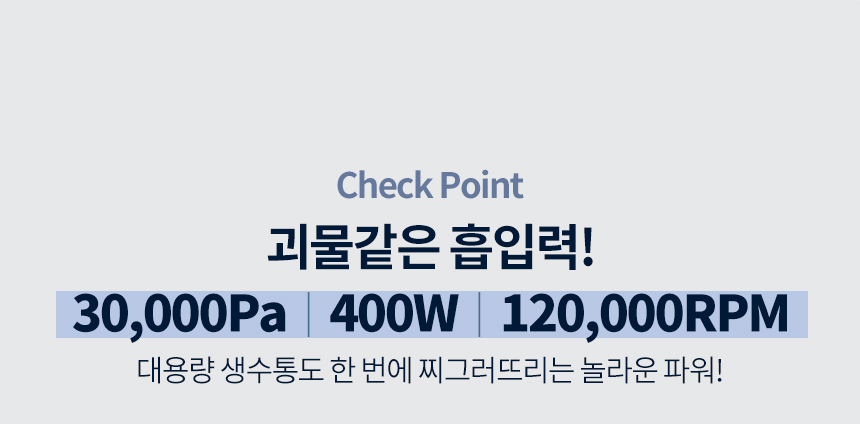 Check Point
괴물같은 흡입력!
30,000Pa | 400W | 120,000RPM
대용량 생수통도 한 번에 찌그러뜨리는 놀라운 파워!